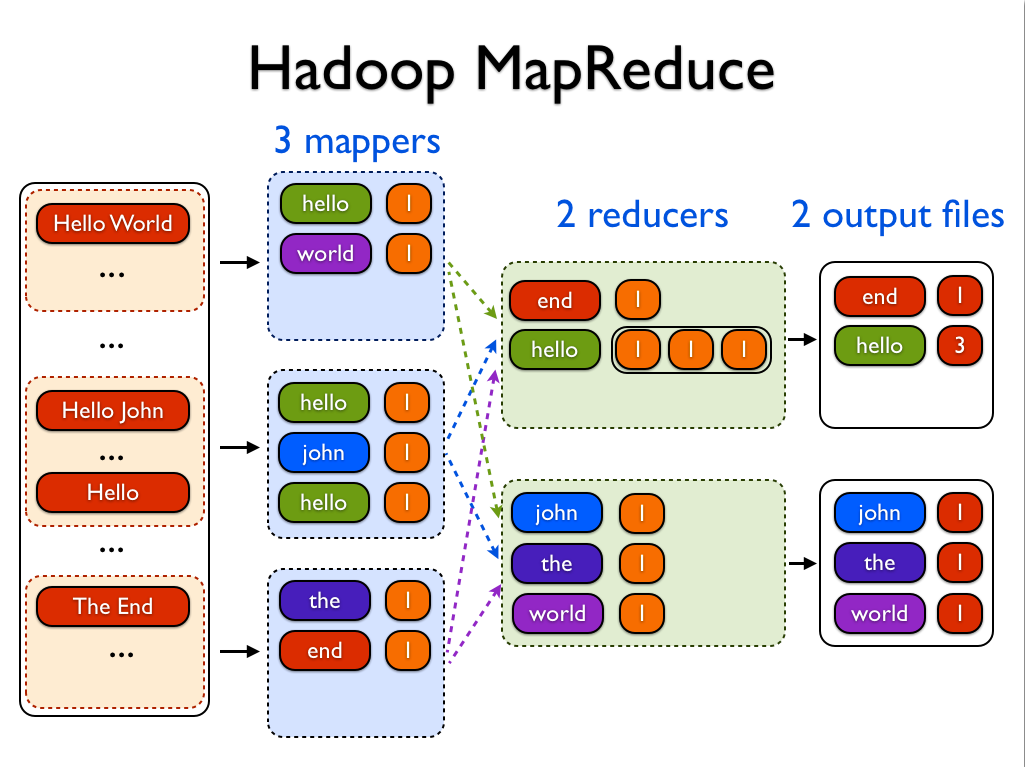 Hadoop MapReduce
3 mappers
2 reducers
2 output files
Hello World
...
...
Hello John
...
Hello
...
The End
...
hello 1
world 1
hello 1
john 1
hello 1
the 1
end 1
end 1
hello 1 1 1
john 1
the 1
world 1
end 1
hello 3
john 1
the 1
world 1